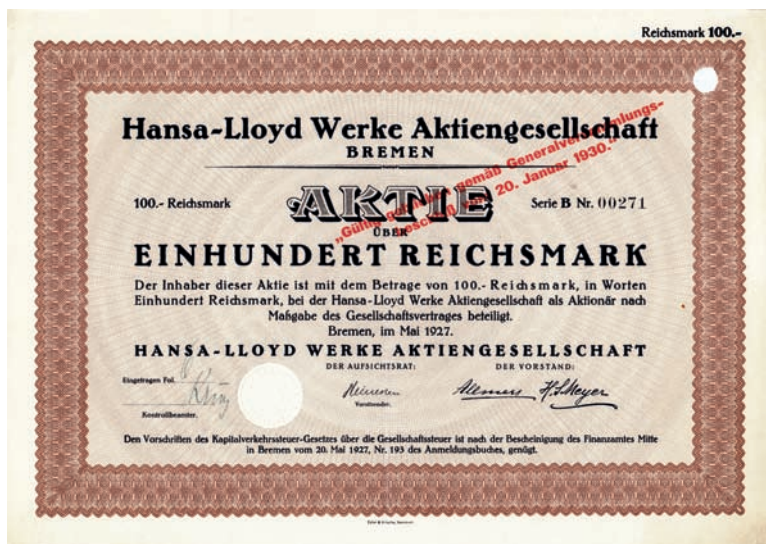 Reichsmark 100.-
Hansa-Lloyd Werke Aktiengesellschaft
BREMEN
100.- Reichsmark
AKTIE
Serie B Nr. 00271
ÜBER
„Gültig geblieben gemäß Generalversammlungs-
beschluß vom 20. Januar 1930.“
EINHUNDERT REICHSMARK
Der Inhaber dieser Aktie ist mit dem Betrage von 100.- Reichsmark, in Worten
Einhundert Reichsmark, bei der Hansa-Lloyd Werke Aktiengesellschaft als Aktionär nach
Maßgabe des Gesellschaftsvertrages beteiligt.
Bremen, im Mai 1927.
HANSA-LLOYD WERKE AKTIENGESELLSCHAFT
DER AUFSICHTSRAT:
DER VORSTAND:
Eingetragen Fol.
Allmers
H.S.Meyer
Vorsitzender.
Kontrollbeamter.
Den Vorschriften des Kapitalverkehrssteuer-Gesetzes über die Gesellschaftssteuer ist nach der Bescheinigung des Finanzamtes Mitte
in Bremen vom 20. Mai 1927, Nr. 193 des Anmeldungsbuches, genügt.